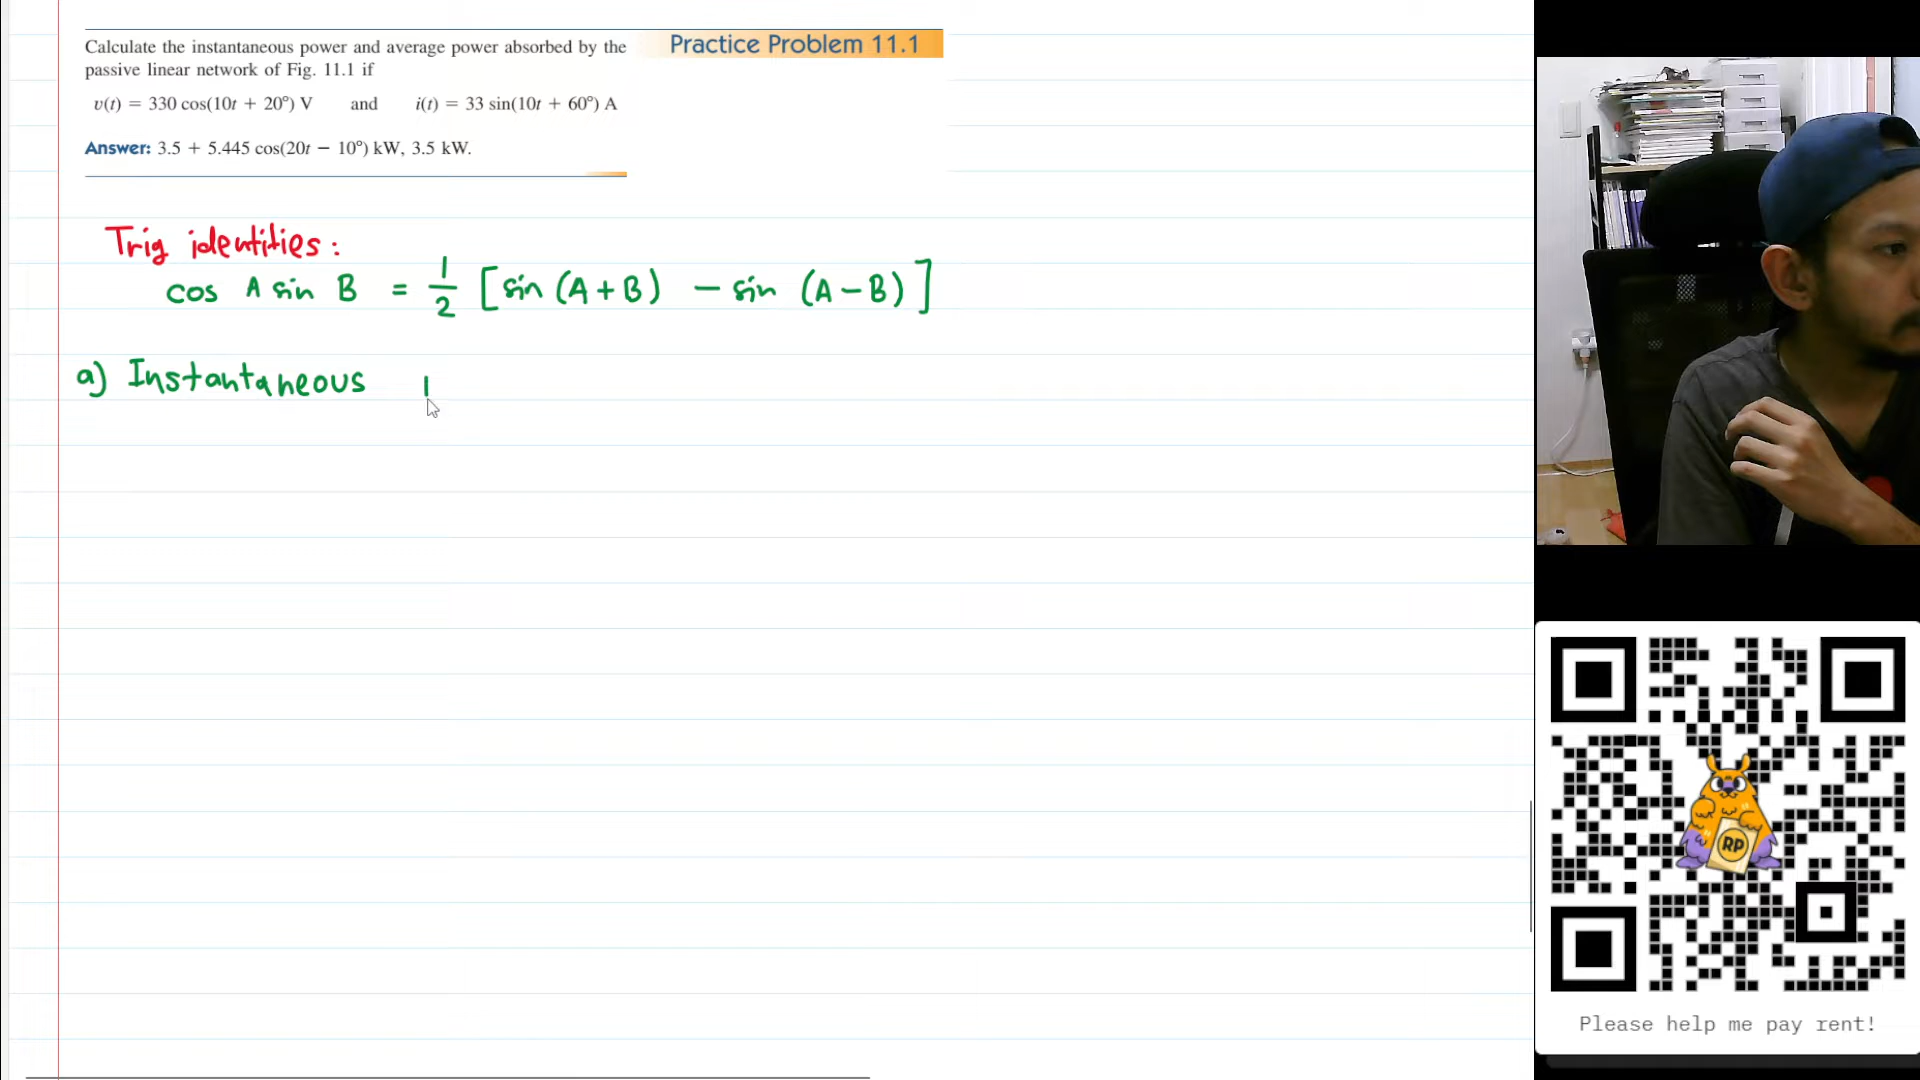 Calculate the instantaneous power and average power absorbed by the
passive linear network of Fig. 11.1 if
v(t) = 330 cos(10t + 20°) V and i(t) = 33 sin(10t + 60°) A
Answer: 3.5 + 5.445 cos(20t − 10°) kW, 3.5 kW.
Practice Problem 11.1
Trig identities:
cos A sin B = 1/2 [sin (A+B) − sin (A−B)]
a) Instantaneous
RP
Please help me pay rent!